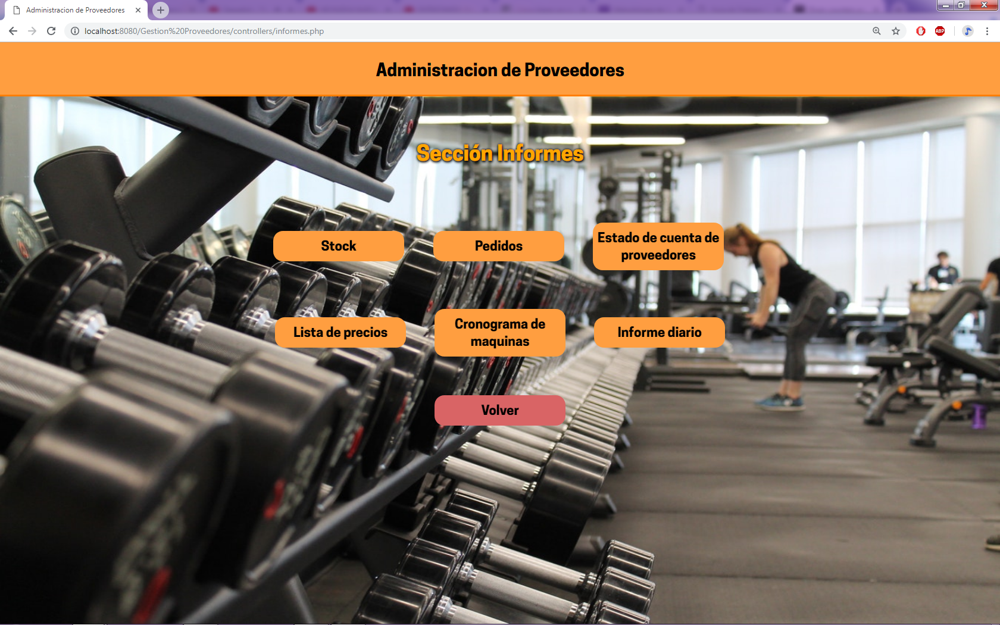 Administracion de Proveedores
localhost:8080/Gestion%20Proveedores/controllers/informes.php
ABP
Administracion de Proveedores
Sección Informes
Stock
Pedidos
Estado de cuenta de
proveedores
Lista de precios
Cronograma de
maquinas
Informe diario
Volver